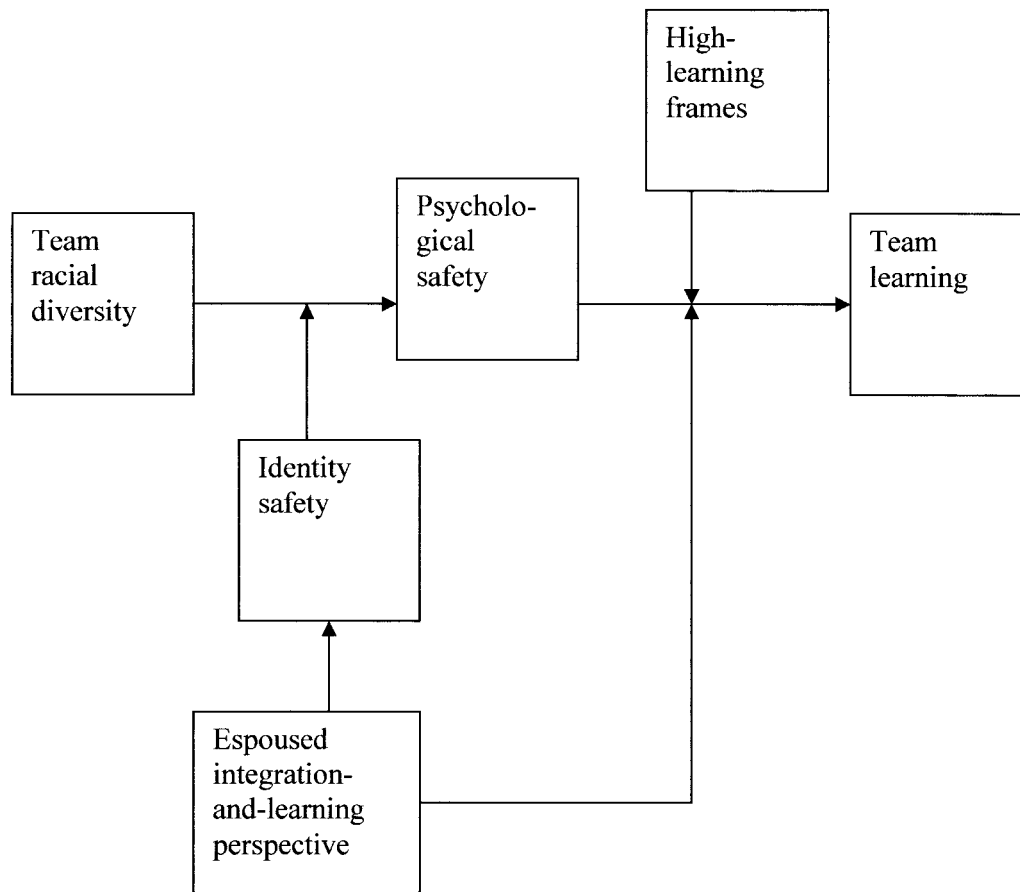 High-
learning
frames
Psycholo-
gical
safety
Team
racial
diversity
Team
learning
Identity
safety
Espoused
integration-
and-learning
perspective